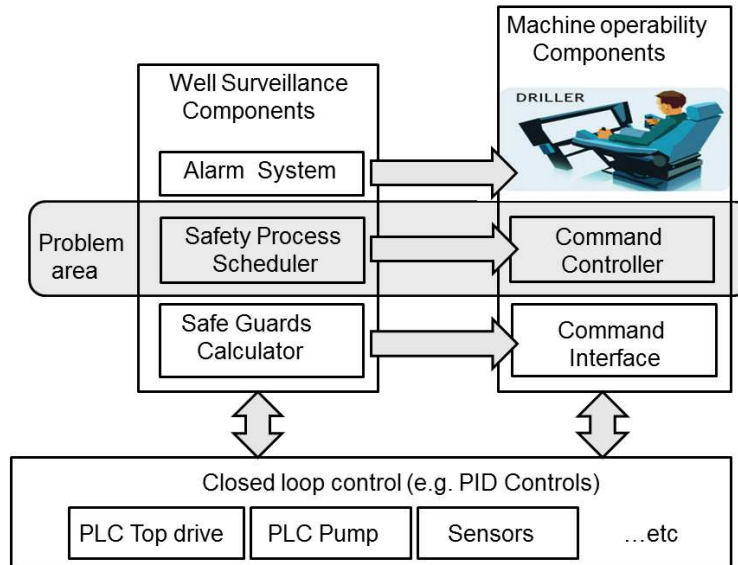 Machine operability
Components
Well Surveillance
Components
DRILLER
Alarm System
Problem
area
Safety Process
Scheduler
Command
Controller
Safe Guards
Calculator
Command
Interface
Closed loop control (e.g. PID Controls)
PLC Top drive
PLC Pump
Sensors
...etc